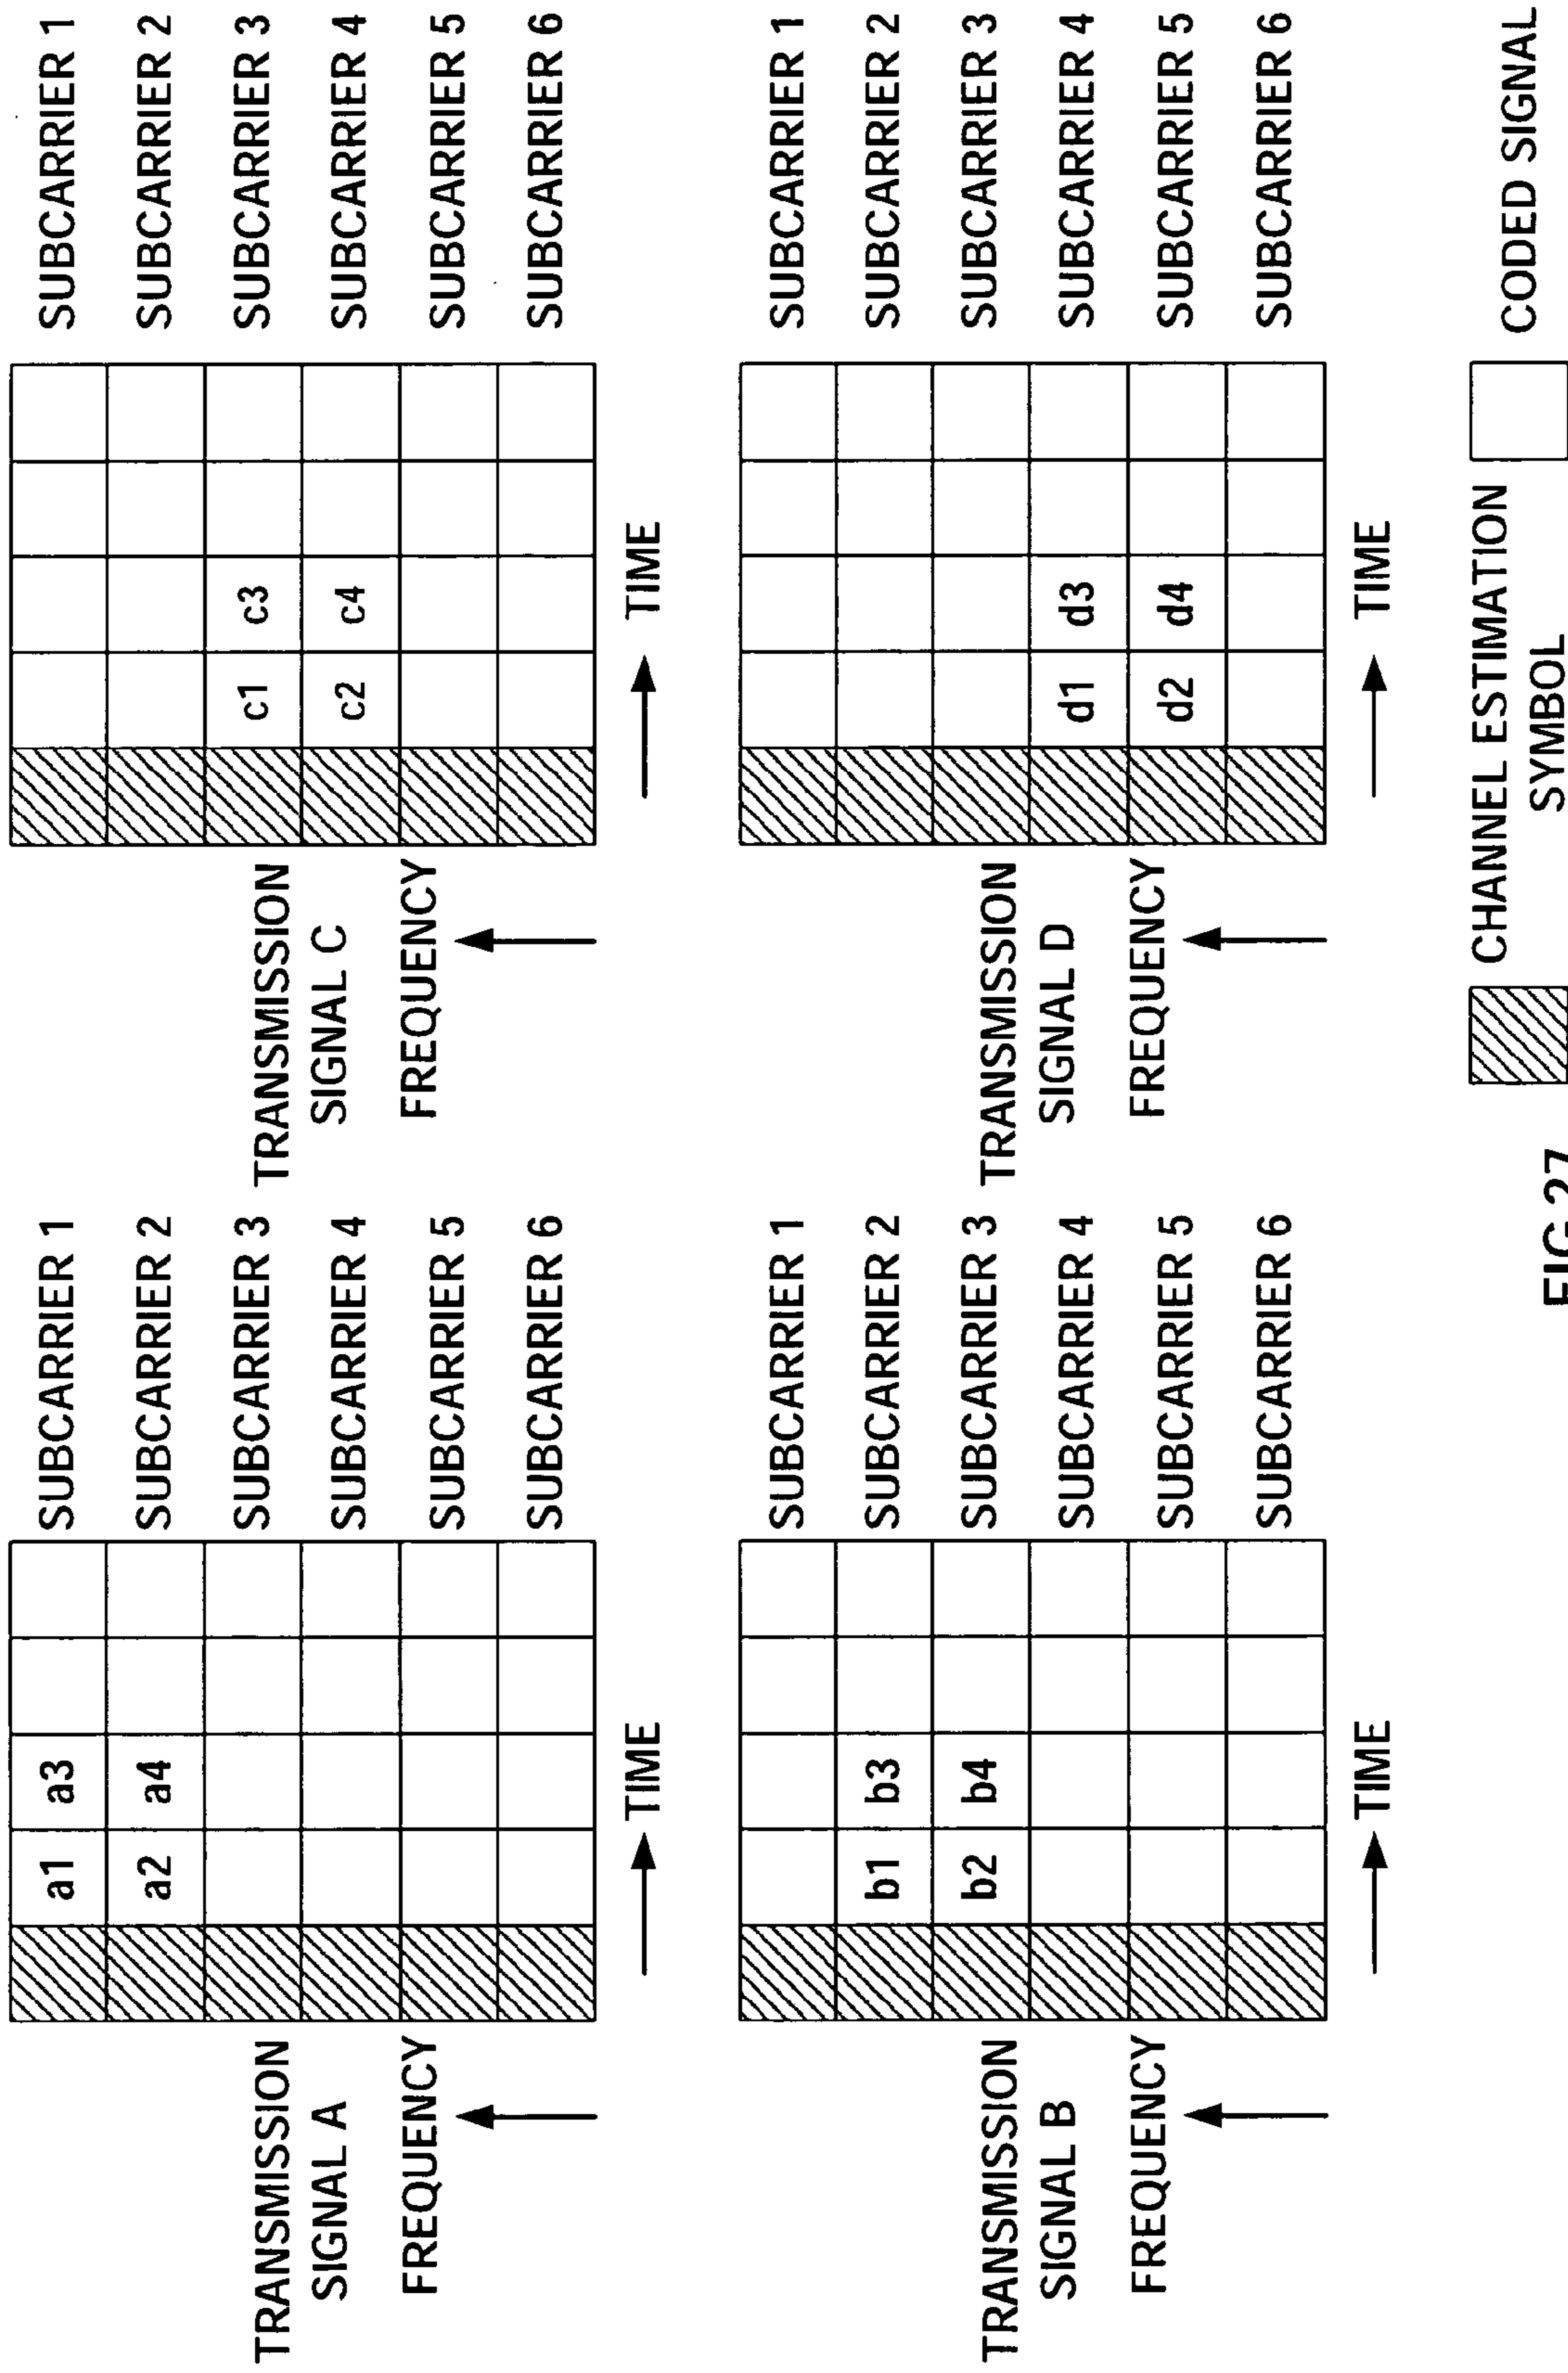 TRANSMISSION
SIGNAL A
FREQUENCY
a1 a3
a2 a4
SUBCARRIER 1
SUBCARRIER 2
SUBCARRIER 3
SUBCARRIER 4
SUBCARRIER 5
SUBCARRIER 6
TIME
TRANSMISSION
SIGNAL C
FREQUENCY
c1 c3
c2 c4
SUBCARRIER 1
SUBCARRIER 2
SUBCARRIER 3
SUBCARRIER 4
SUBCARRIER 5
SUBCARRIER 6
TIME
TRANSMISSION
SIGNAL B
FREQUENCY
b1 b3
b2 b4
SUBCARRIER 1
SUBCARRIER 2
SUBCARRIER 3
SUBCARRIER 4
SUBCARRIER 5
SUBCARRIER 6
TIME
TRANSMISSION
SIGNAL D
FREQUENCY
d1 d3
d2 d4
SUBCARRIER 1
SUBCARRIER 2
SUBCARRIER 3
SUBCARRIER 4
SUBCARRIER 5
SUBCARRIER 6
TIME
CHANNEL ESTIMATION
SYMBOL
CODED SIGNAL
FIG.27